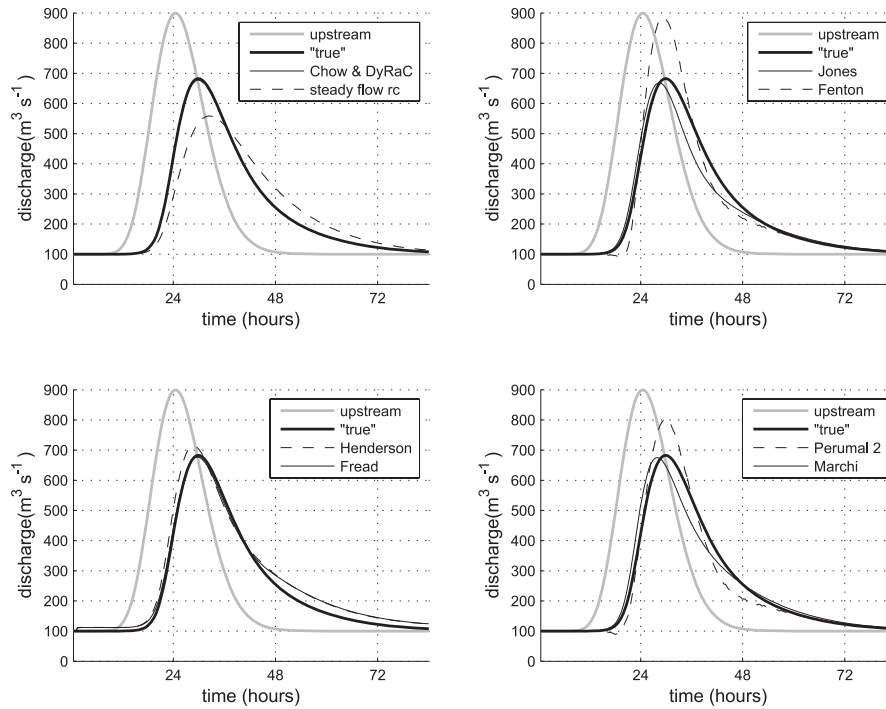 900
800
700
600
500
400
300
200
100
0
discharge(m³ s⁻¹ )
24
48
72
time (hours)
upstream
"true"
Chow & DyRaC
steady flow rc
900
800
700
600
500
400
300
200
100
0
discharge(m³ s⁻¹ )
24
48
72
time (hours)
upstream
"true"
Jones
Fenton
900
800
700
600
500
400
300
200
100
0
discharge(m³ s⁻¹ )
24
48
72
time (hours)
upstream
"true"
Henderson
Fread
900
800
700
600
500
400
300
200
100
0
discharge(m³ s⁻¹ )
24
48
72
time (hours)
upstream
"true"
Perumal 2
Marchi